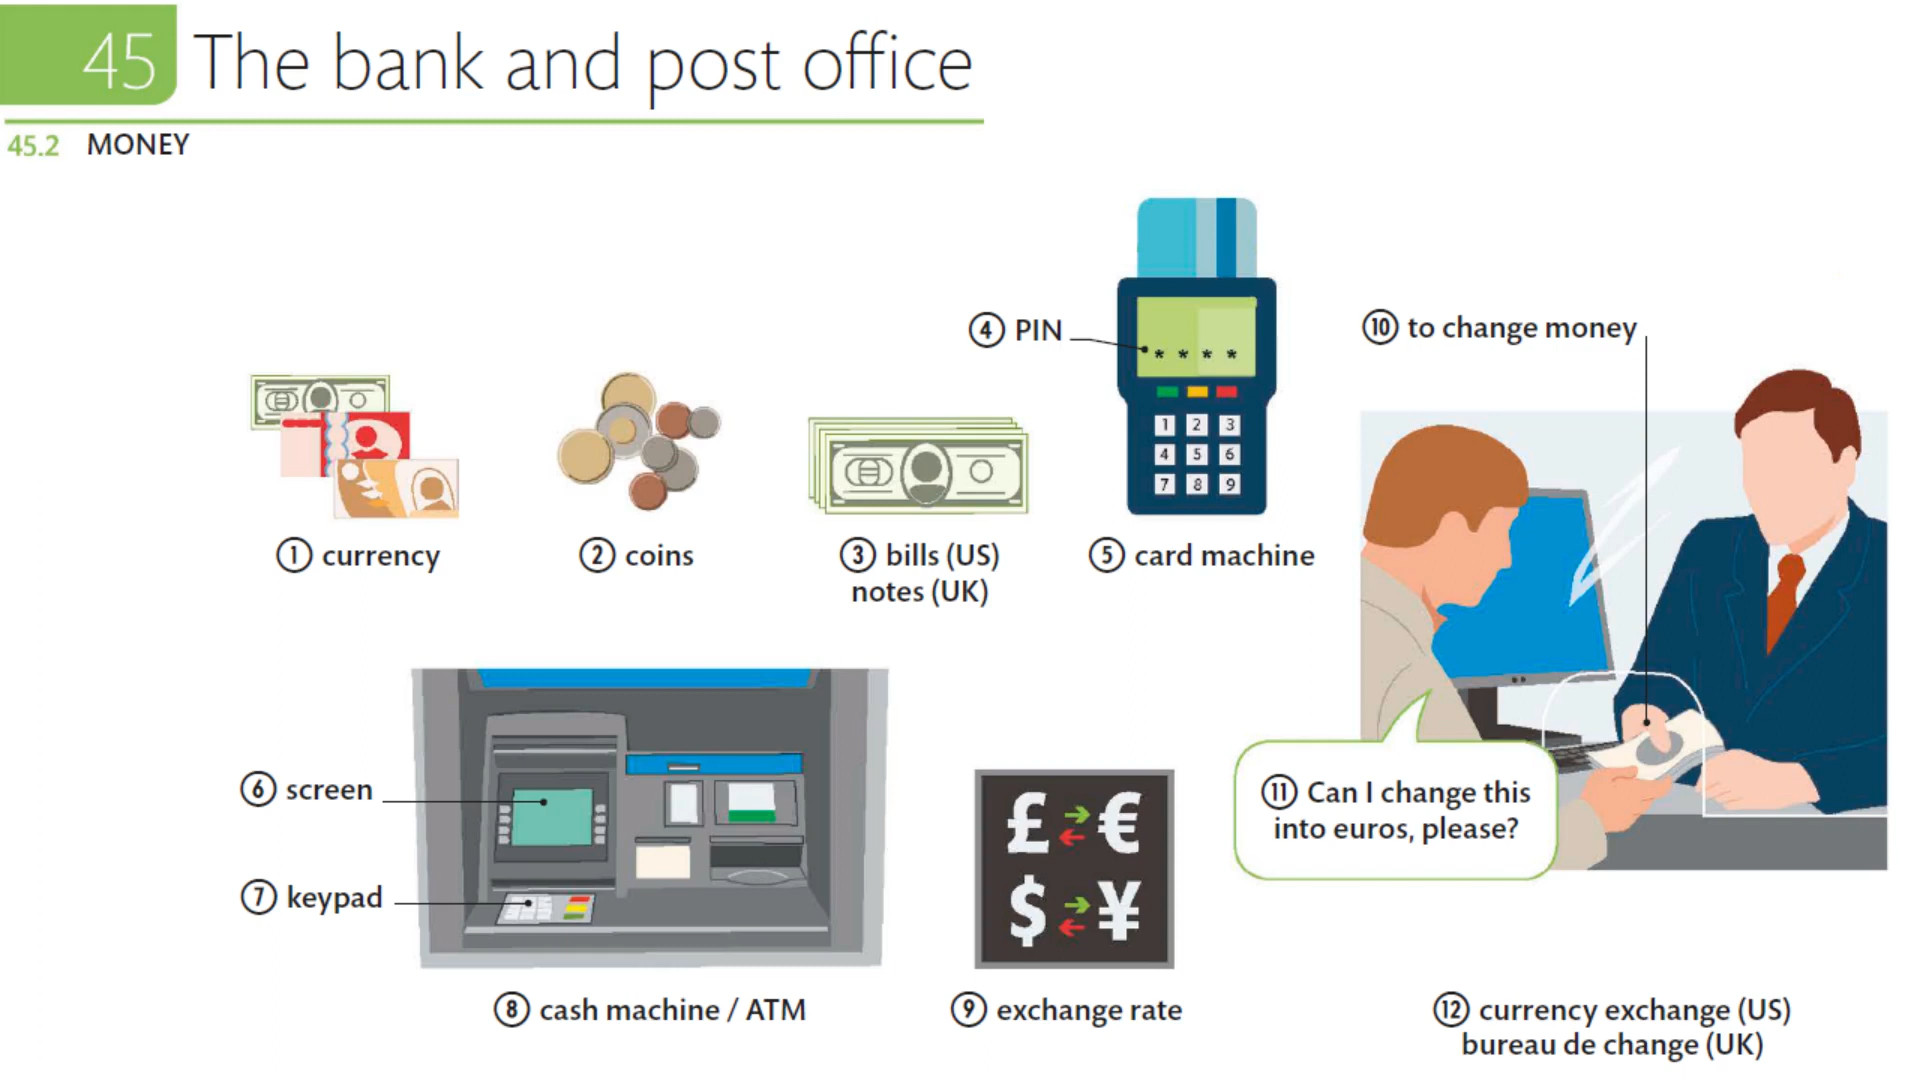 45 The bank and post office
45.2 MONEY
① currency
② coins
③ bills (US)
notes (UK)
④ PIN
* * * *
1 2 3
4 5 6
7 8 9
⑤ card machine
⑥ screen
⑦ keypad
⑧ cash machine / ATM
£ €
$ ¥
⑨ exchange rate
⑩ to change money
⑪ Can I change this
into euros, please?
⑫ currency exchange (US)
bureau de change (UK)